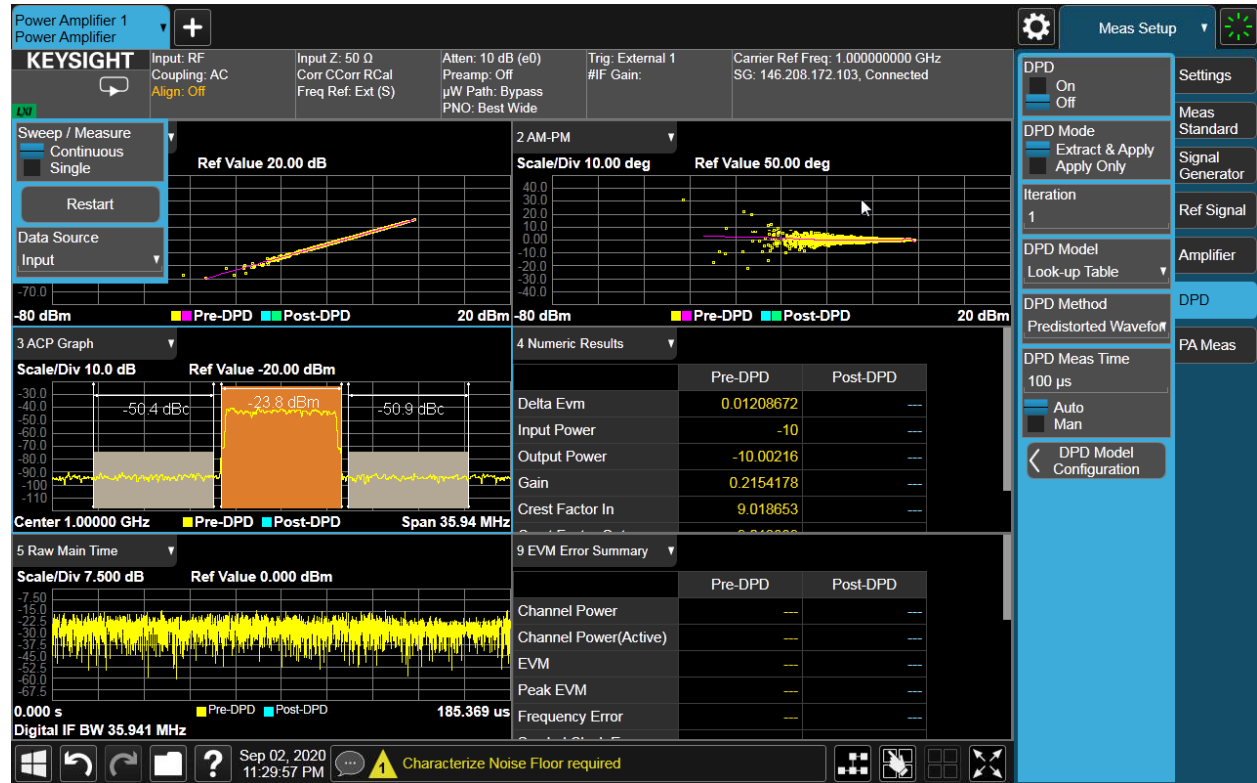 Power Amplifier 1
Power Amplifier
Meas Setup
KEYSIGHT
LXI
Input: RF
Coupling: AC
Align: Off
Input Z: 50 Ω
Corr CCorr RCal
Freq Ref: Ext (S)
Atten: 10 dB (e0)
Preamp: Off
µW Path: Bypass
PNO: Best Wide
Trig: External 1
#IF Gain:
Carrier Ref Freq: 1.000000000 GHz
SG: 146.208.172.103, Connected
Sweep / Measure
Continuous
Single
Restart
Data Source
Input
Ref Value 20.00 dB
-70.0
-80 dBm
Pre-DPD
Post-DPD
20 dBm
2 AM-PM
Scale/Div 10.00 deg
Ref Value 50.00 deg
40.0
30.0
20.0
10.0
0.00
-10.0
-20.0
-30.0
-40.0
-80 dBm
Pre-DPD
Post-DPD
20 dBm
3 ACP Graph
Scale/Div 10.0 dB
Ref Value -20.00 dBm
-30.0
-40.0
-50.0
-60.0
-70.0
-80.0
-90.0
-100
-110
-50.4 dBc
-23.8 dBm
-50.9 dBc
Center 1.00000 GHz
Pre-DPD
Post-DPD
Span 35.94 MHz
4 Numeric Results
Pre-DPD Post-DPD
Delta Evm 0.01208672 ---
Input Power -10 ---
Output Power -10.00216 ---
Gain 0.2154178 ---
Crest Factor In 9.018653 ---
5 Raw Main Time
Scale/Div 7.500 dB
Ref Value 0.000 dBm
-7.50
-15.0
-22.5
-30.0
-37.5
-45.0
-52.5
-60.0
-67.5
0.000 s
Pre-DPD
Post-DPD
185.369 us
Digital IF BW 35.941 MHz
9 EVM Error Summary
Pre-DPD Post-DPD
Channel Power --- ---
Channel Power(Active) --- ---
EVM --- ---
Peak EVM --- ---
Frequency Error --- ---
DPD
On
Off
DPD Mode
Extract & Apply
Apply Only
Iteration
1
DPD Model
Look-up Table
DPD Method
Predistorted Wavefor
DPD Meas Time
100 µs
Auto
Man
DPD Model
Configuration
Settings
Meas
Standard
Signal
Generator
Ref Signal
Amplifier
DPD
PA Meas
?
Sep 02, 2020
11:29:57 PM
1
Characterize Noise Floor required